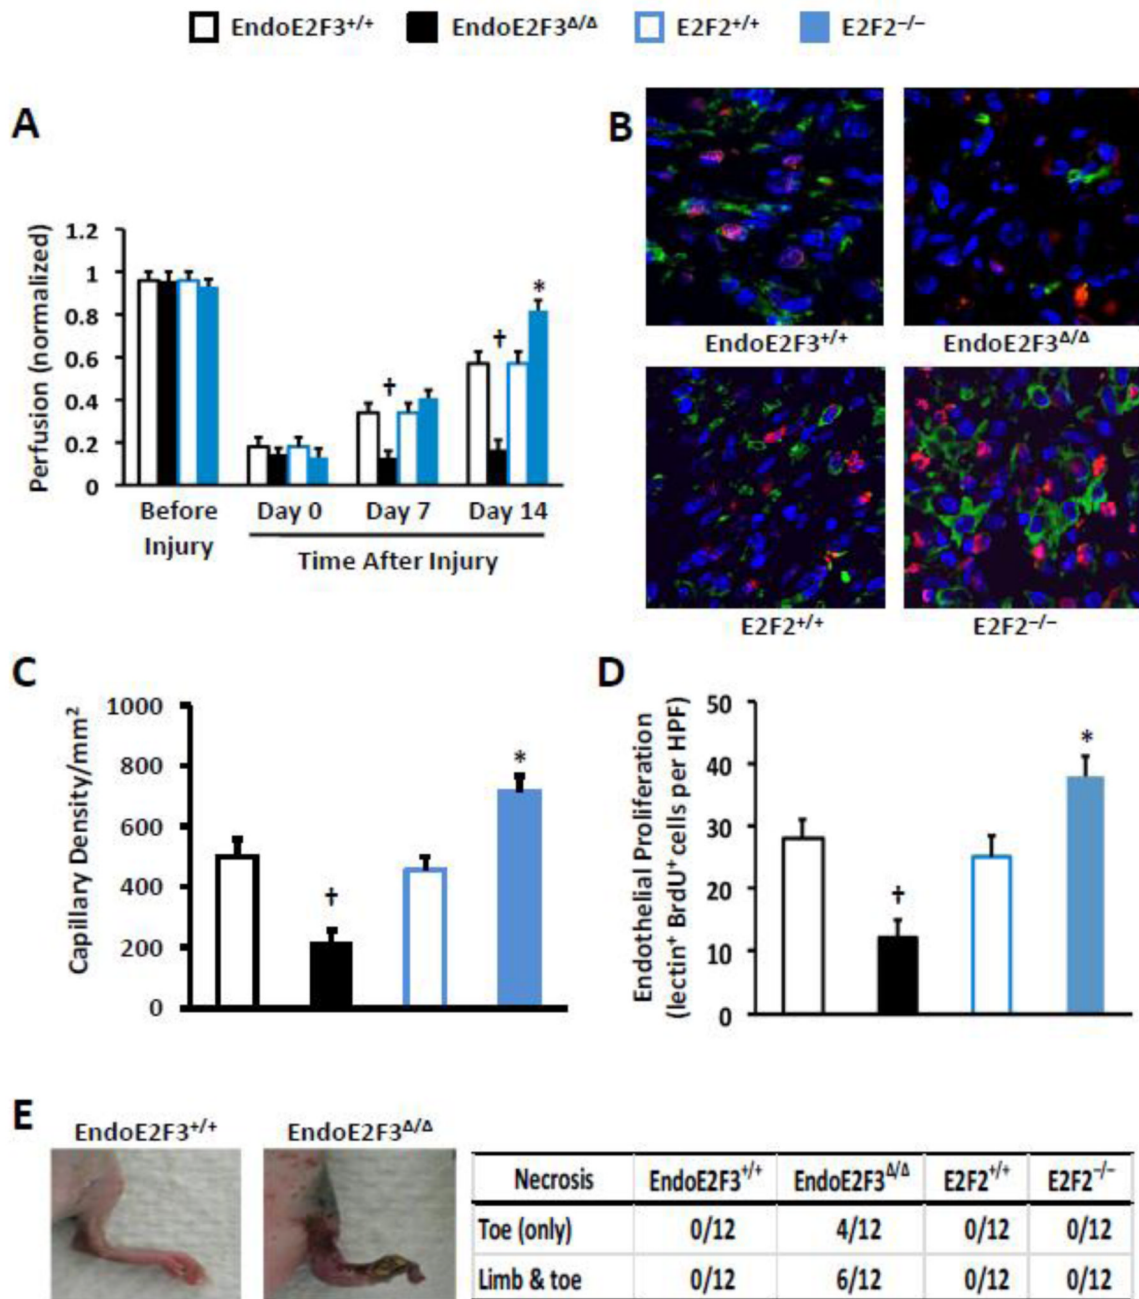 EndoE2F3+/+ EndoE2F3Δ/Δ E2F2+/+ E2F2−/−
A
Perfusion (normalized)
1.2
1
0.8
0.6
0.4
0.2
0
†
†
*
Before Injury
Day 0
Day 7
Day 14
Time After Injury
B
EndoE2F3+/+
EndoE2F3Δ/Δ
E2F2+/+
E2F2−/−
C
Capillary Density/mm2
1000
800
600
400
200
0
†
*
D
Endothelial Proliferation
(lectin+ BrdU+ cells per HPF)
50
40
30
20
10
0
†
*
E
EndoE2F3+/+
EndoE2F3Δ/Δ
Necrosis EndoE2F3+/+ EndoE2F3Δ/Δ E2F2+/+ E2F2−/−
Toe (only) 0/12 4/12 0/12 0/12
Limb & toe 0/12 6/12 0/12 0/12